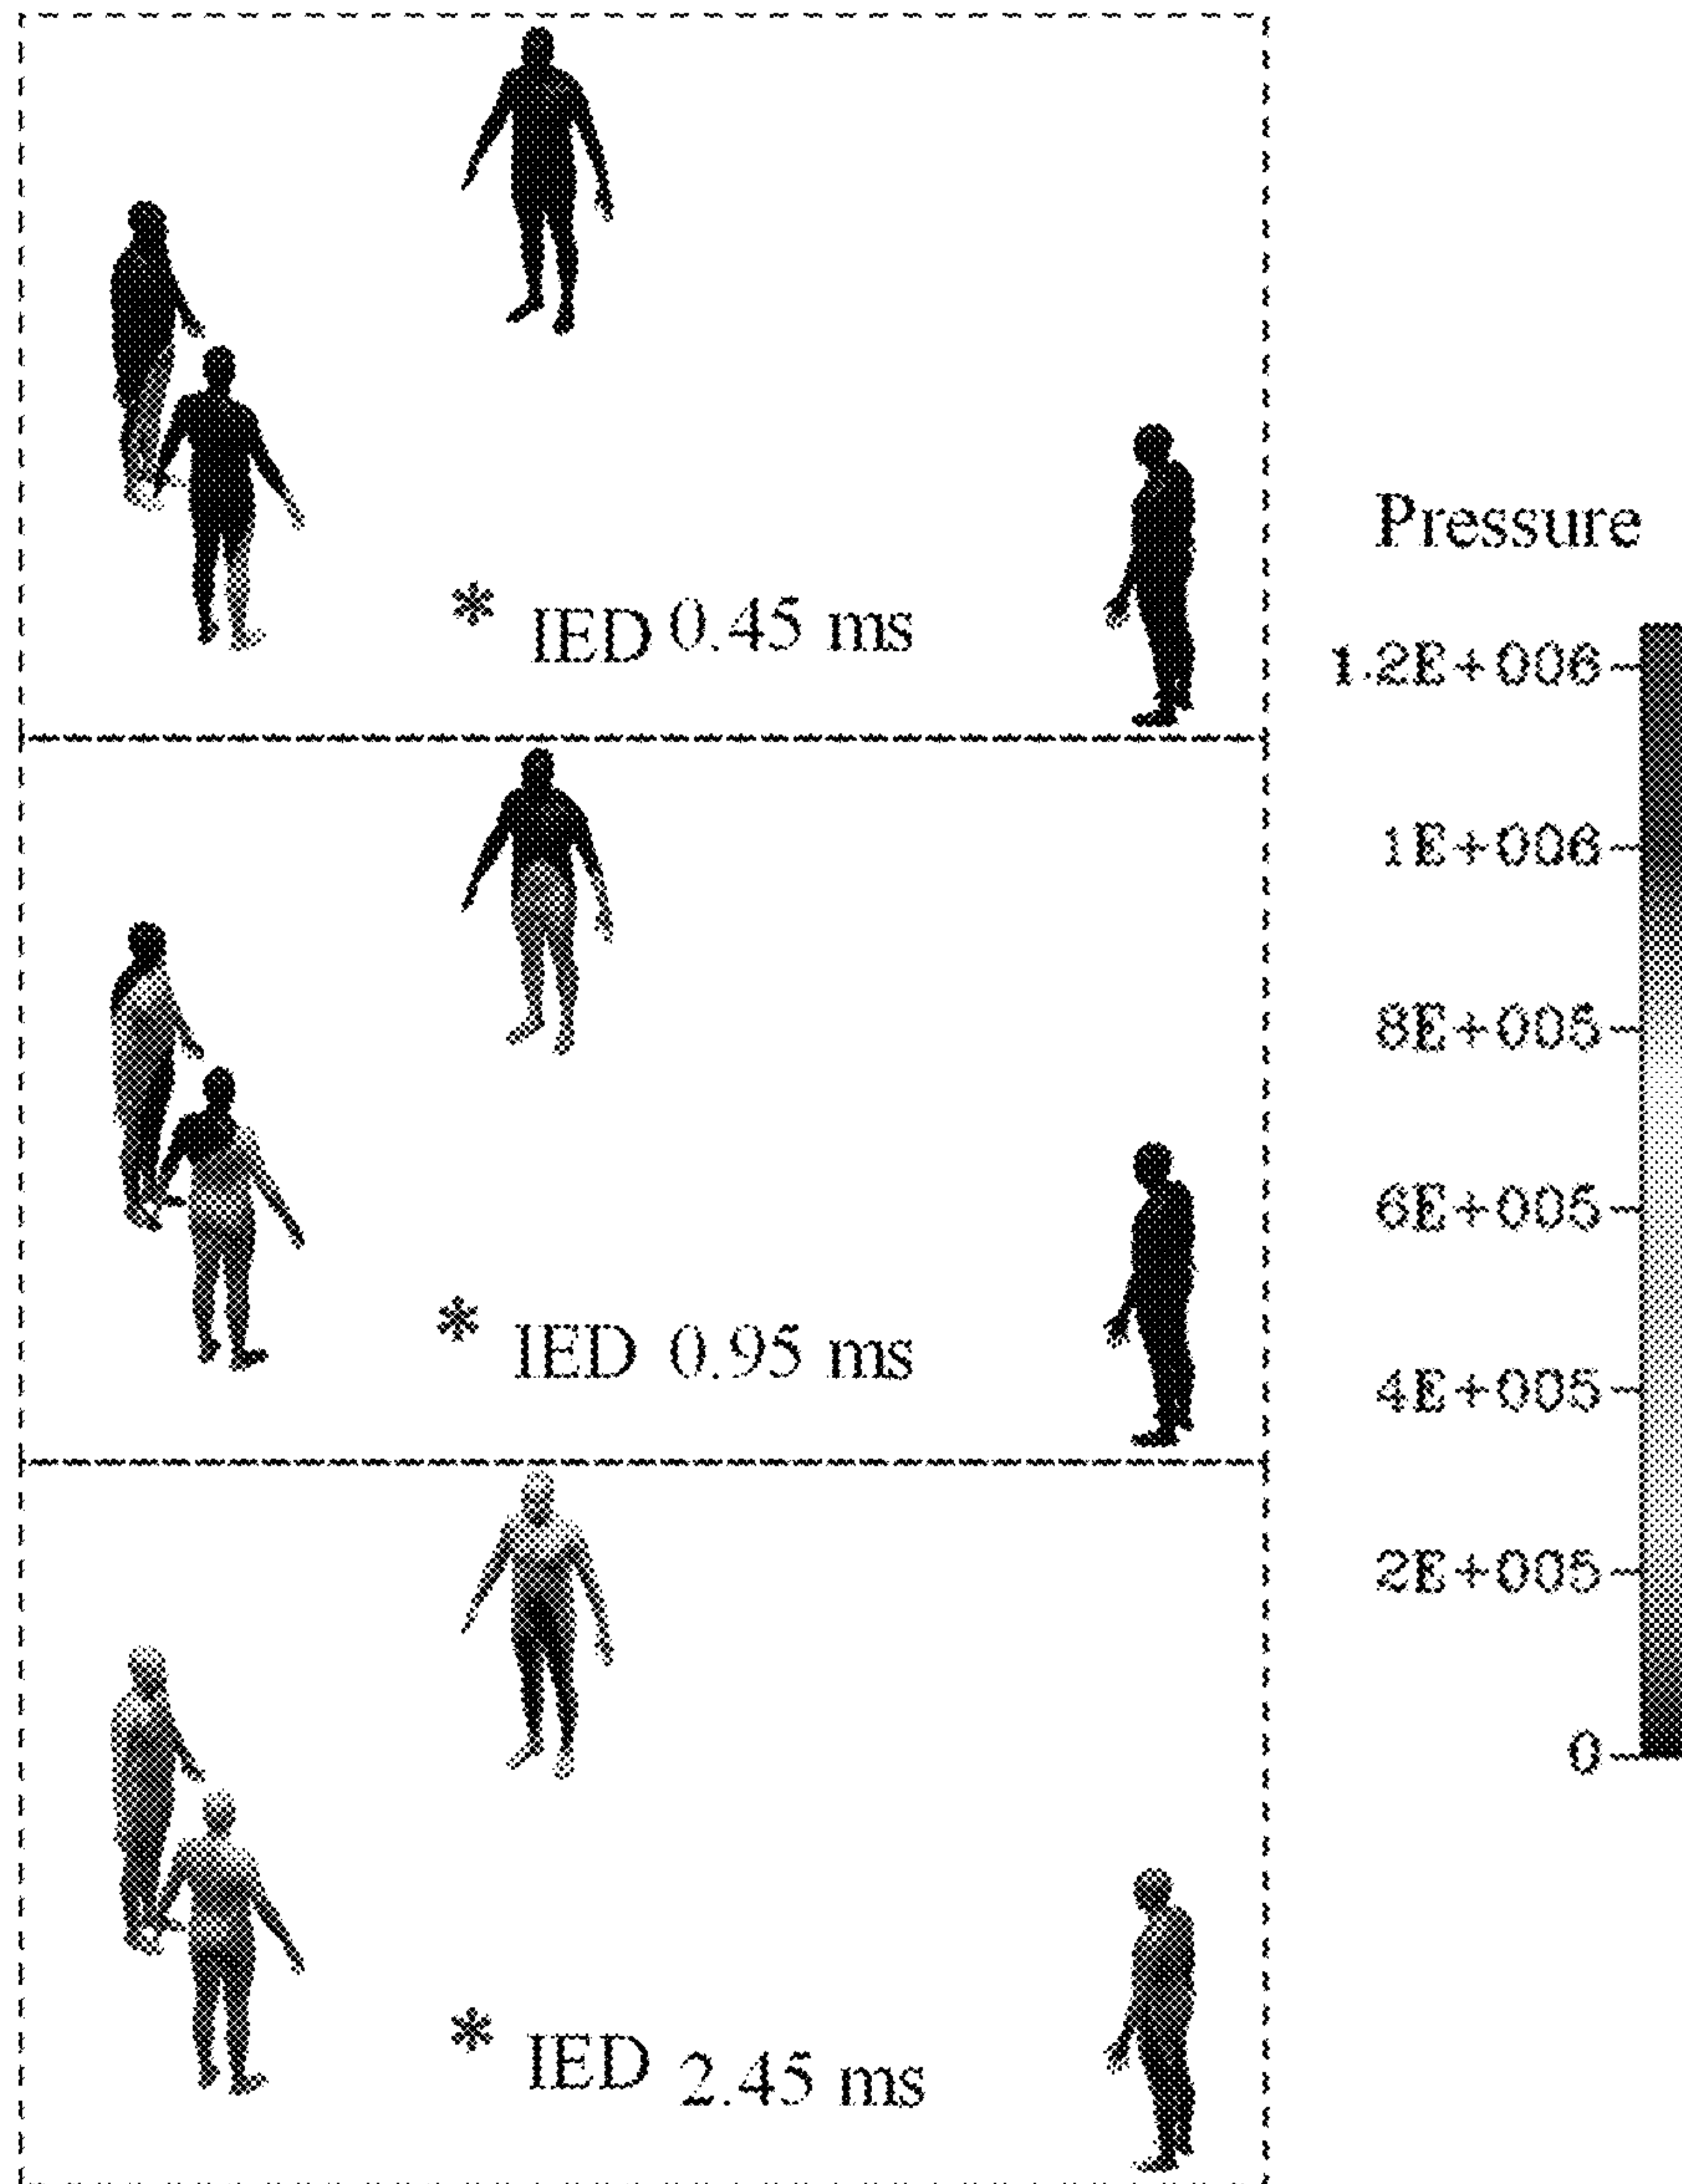 * IED 0.45 ms
* IED 0.95 ms
* IED 2.45 ms
Pressure
1.2E+006
1E+006
8E+005
6E+005
4E+005
2E+005
0